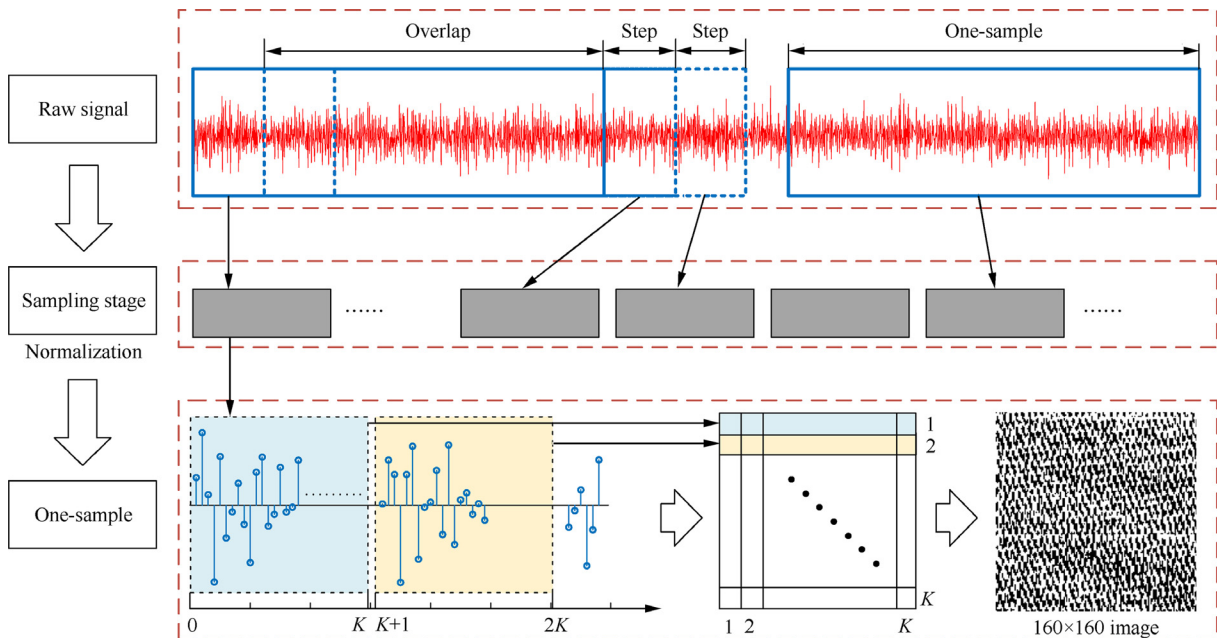 Overlap
Step
Step
One-sample
Raw signal
Sampling stage
......
......
Normalization
One-sample
1
2
K
0
K
K+1
2K
1
2
K
160×160 image